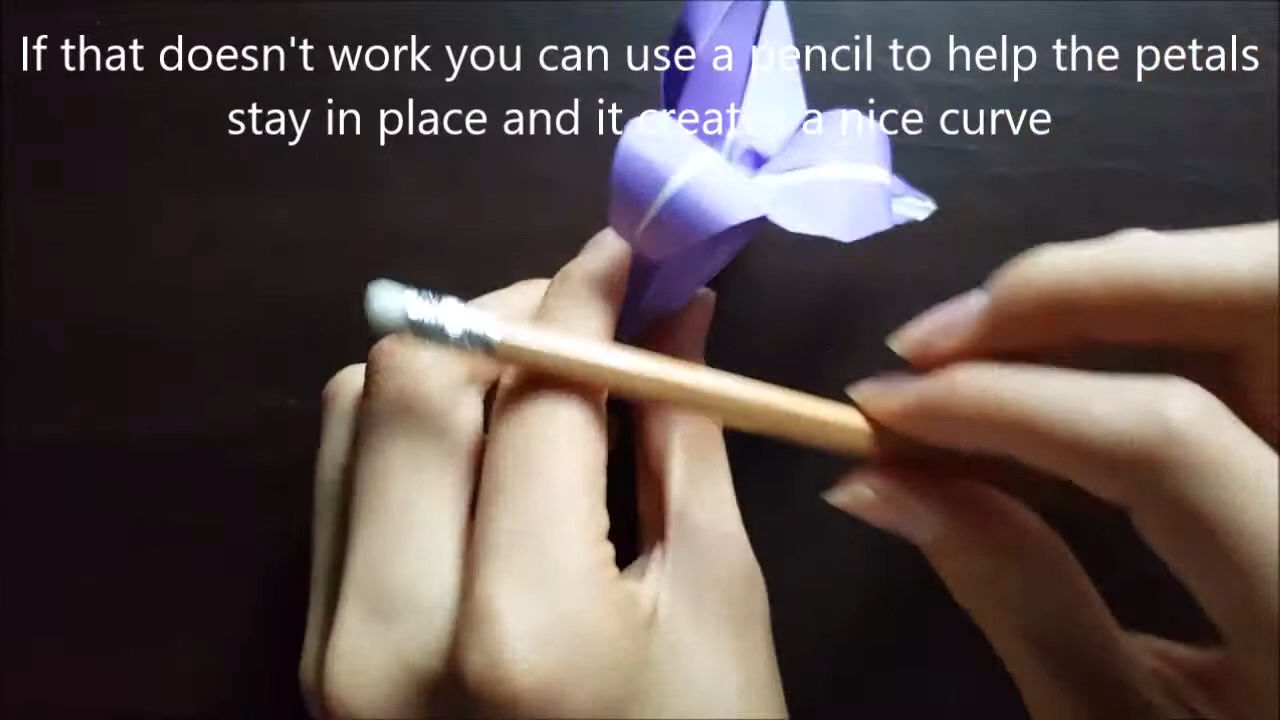 If that doesn't work you can use a pencil to help the petals
stay in place and it creates a nice curve